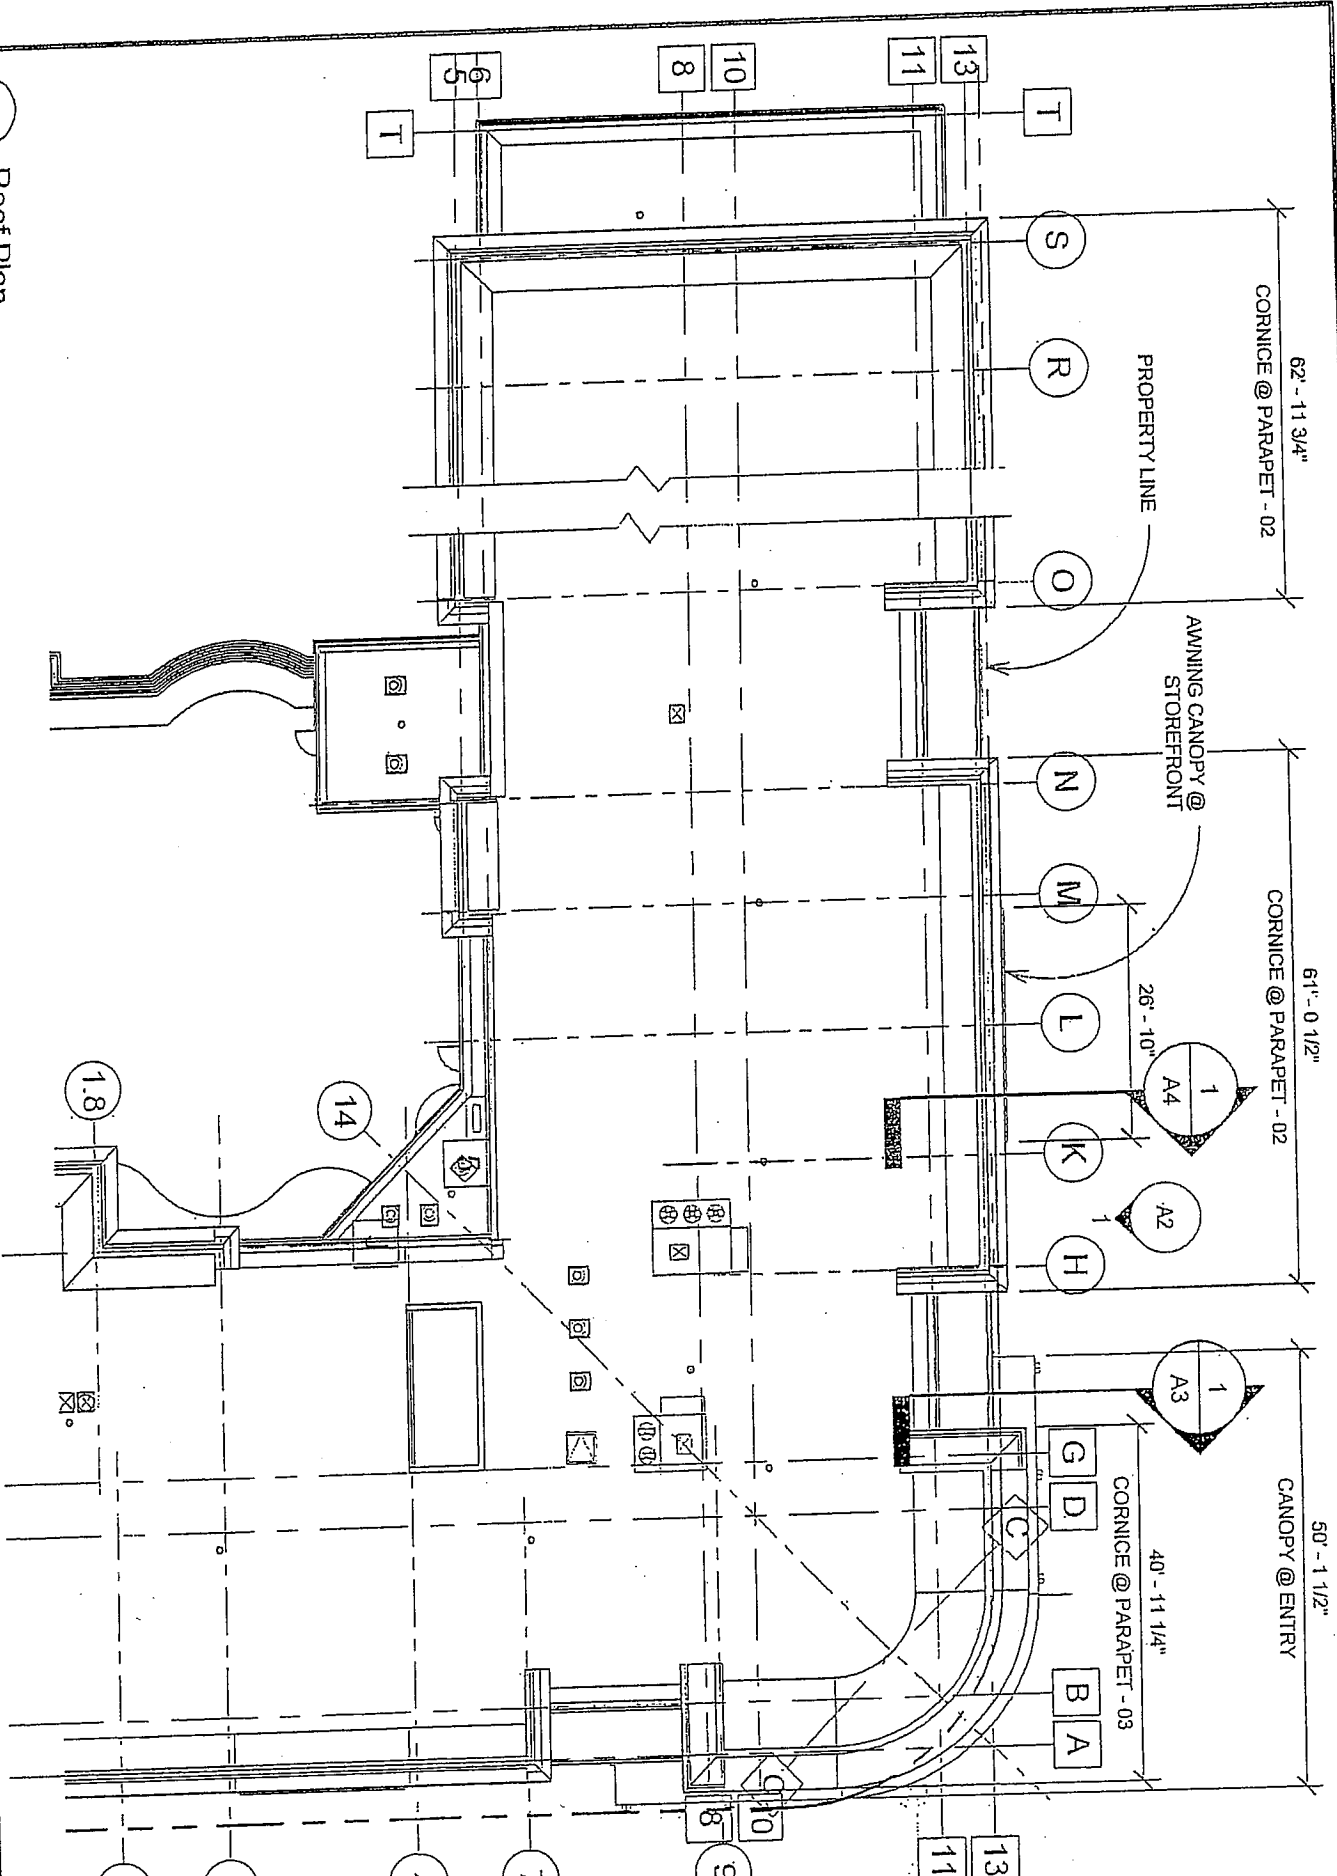 62' - 11 3/4"
CORNICE @ PARAPET - 02
61' - 0 1/2"
CORNICE @ PARAPET - 02
50' - 1 1/2"
CANOPY @ ENTRY
PROPERTY LINE
AWNING CANOPY @
STOREFRONT
26' - 10"
40' - 11 1/4"
CORNICE @ PARAPET - 03
1
A4
A2
1
1
A3
T
S
R
O
N
M
L
K
H
G
D
B
A
C
C
13
11
10
8
6
5
T
14
1.8
13
11
10
8
9
Roof Plan